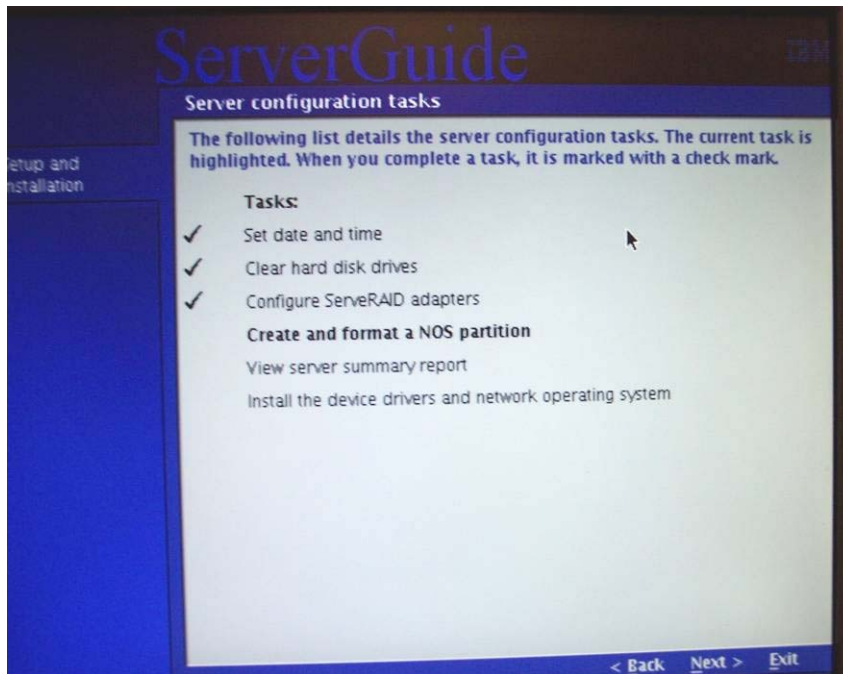 ServerGuide
IBM
Server configuration tasks
The following list details the server configuration tasks. The current task is
highlighted. When you complete a task, it is marked with a check mark.
etup and
nstallation
Tasks:
Set date and time
Clear hard disk drives
Configure ServeRAID adapters
Create and format a NOS partition
View server summary report
Install the device drivers and network operating system
< Back Next > Exit